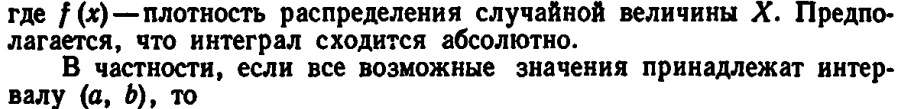 где f (x)—плотность распределения случайной величины X. Предпо-
лагается, что интеграл сходится абсолютно.
В частности, если все возможные значения принадлежат интер-
валу (a, b), то